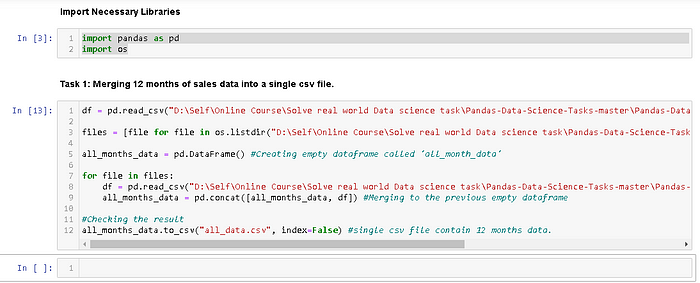 Import Necessary Libraries
In [3]:
1 import pandas as pd
2 import os
Task 1: Merging 12 months of sales data into a single csv file.
In [13]:
1 df = pd.read_csv("D:\Self\Online Course\Solve real world Data science task\Pandas-Data-Science-Tasks-master\Pandas-Data
2
3 files = [file for file in os.listdir("D:\Self\Online Course\Solve real world Data science task\Pandas-Data-Science-Task
4
5 all_months_data = pd.DataFrame() #Creating empty dataframe called 'all_month_data'
6
7 for file in files:
8 df = pd.read_csv("D:\Self\Online Course\Solve real world Data science task\Pandas-Data-Science-Tasks-master\Pandas-
9 all_months_data = pd.concat([all_months_data, df]) #Merging to the previous empty dataframe
10
11 #Checking the result
12 all_months_data.to_csv("all_data.csv", index=False) #single csv file contain 12 months data.
In [ ]:
1